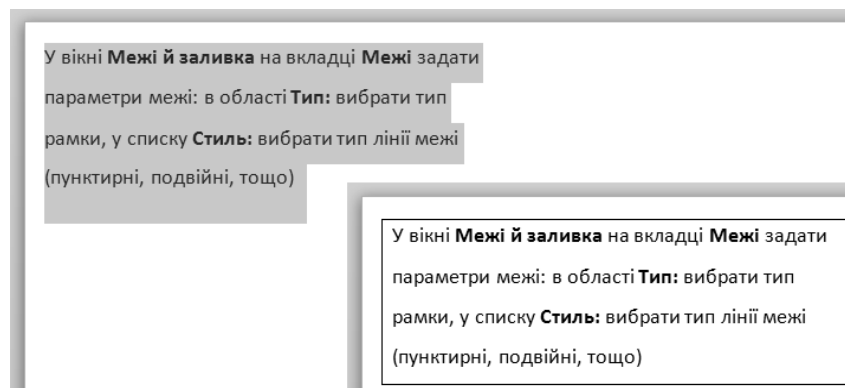 У вікні Межі й заливка на вкладці Межі задати
параметри межі: в області Тип: вибрати тип
рамки, у списку Стиль: вибрати тип лінії межі
(пунктирні, подвійні, тощо)
У вікні Межі й заливка на вкладці Межі задати
параметри межі: в області Тип: вибрати тип
рамки, у списку Стиль: вибрати тип лінії межі
(пунктирні, подвійні, тощо)